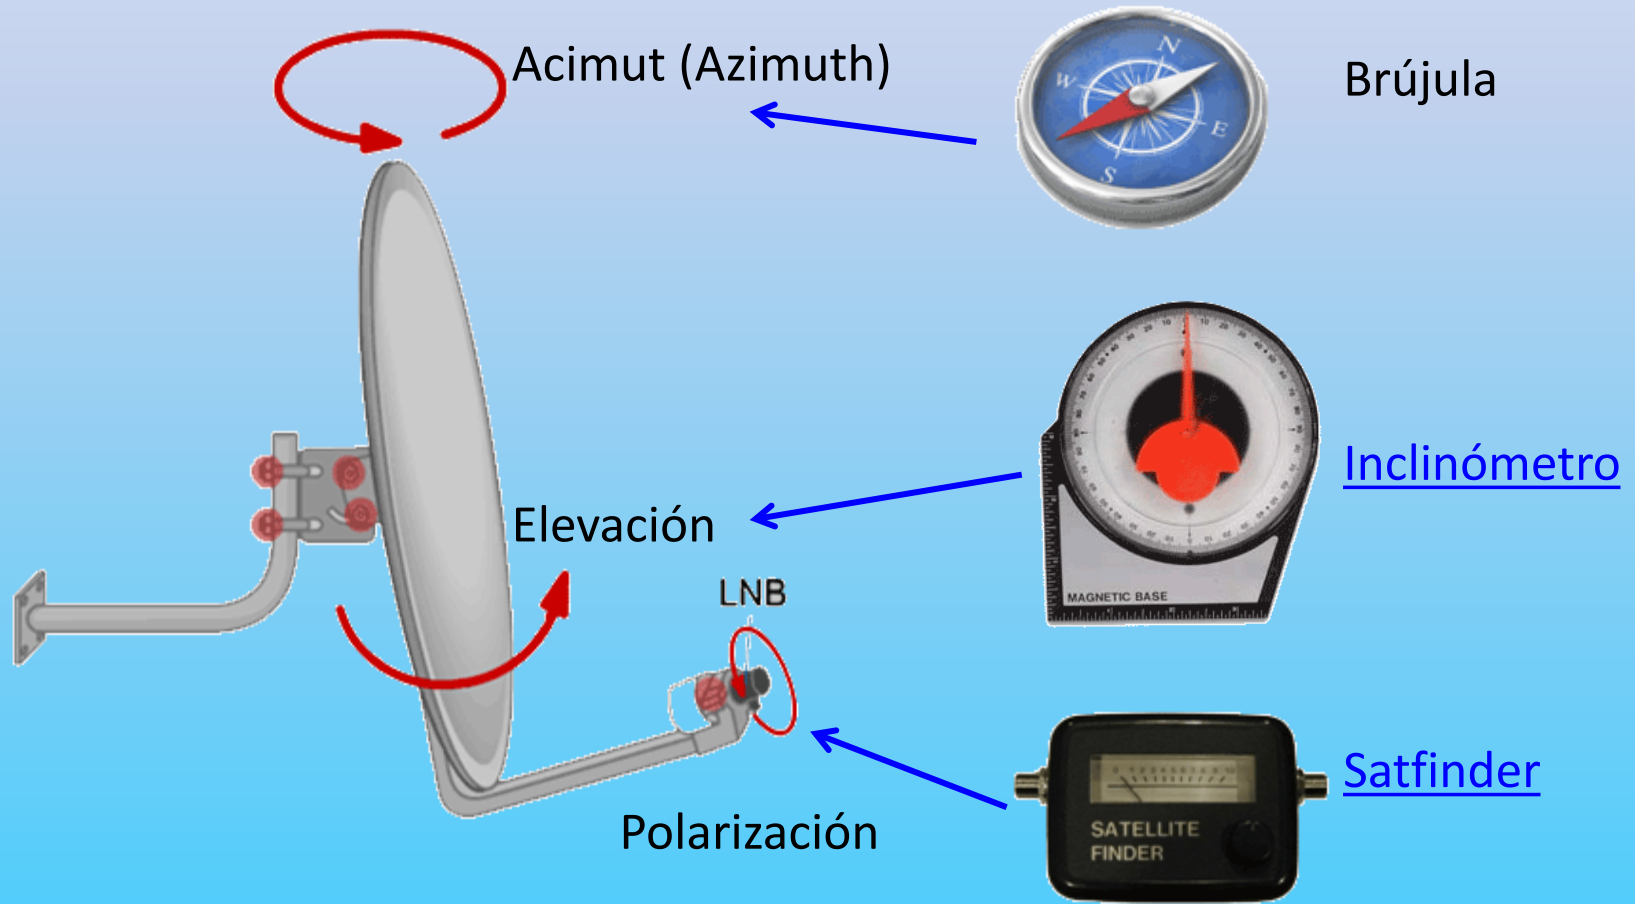 Acimut (Azimuth)
Brújula
N
W
E
S
Inclinómetro
Elevación
LNB
MAGNETIC BASE
Satfinder
Polarización
SATELLITE
FINDER